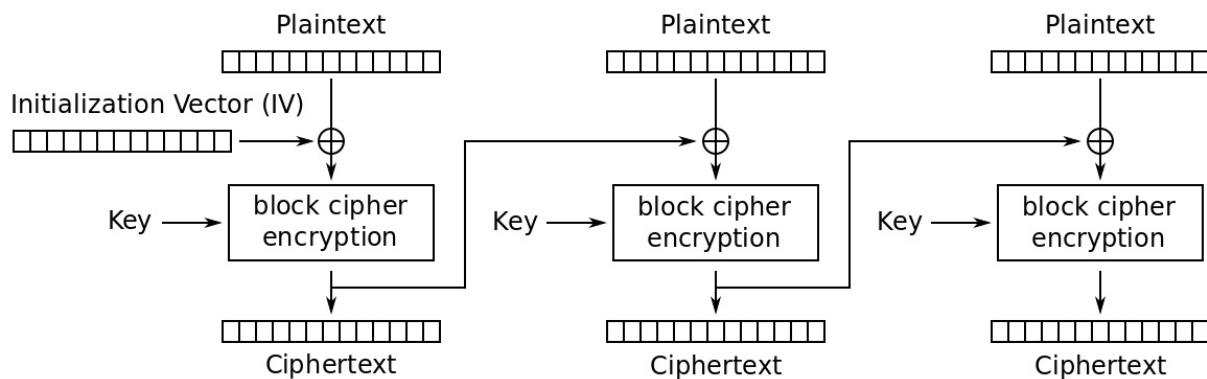 Plaintext
Plaintext
Plaintext
Initialization Vector (IV)
Key
block cipher
encryption
Key
block cipher
encryption
Key
block cipher
encryption
Ciphertext
Ciphertext
Ciphertext